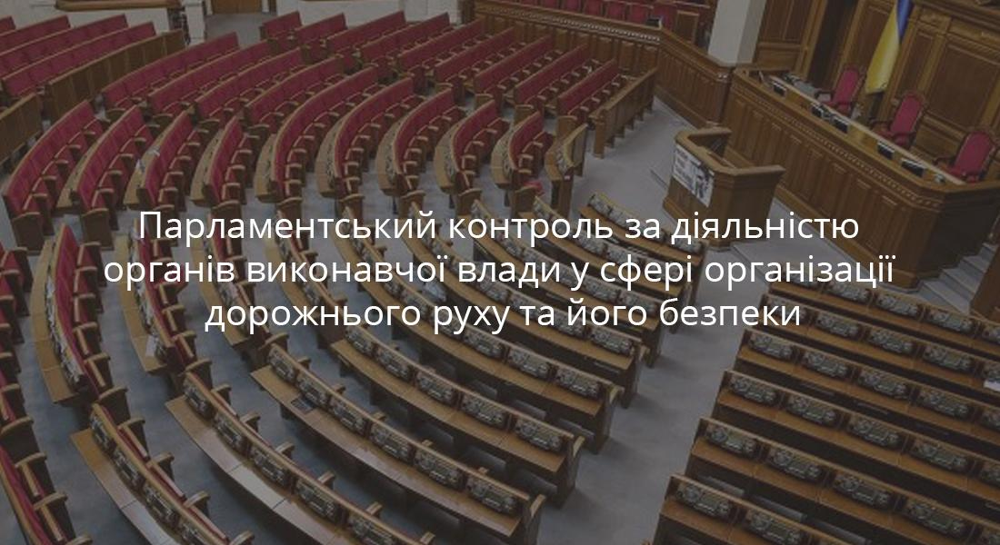 Парламентський контроль за діяльністю
органів виконавчої влади у сфері організації
дорожнього руху та його безпеки